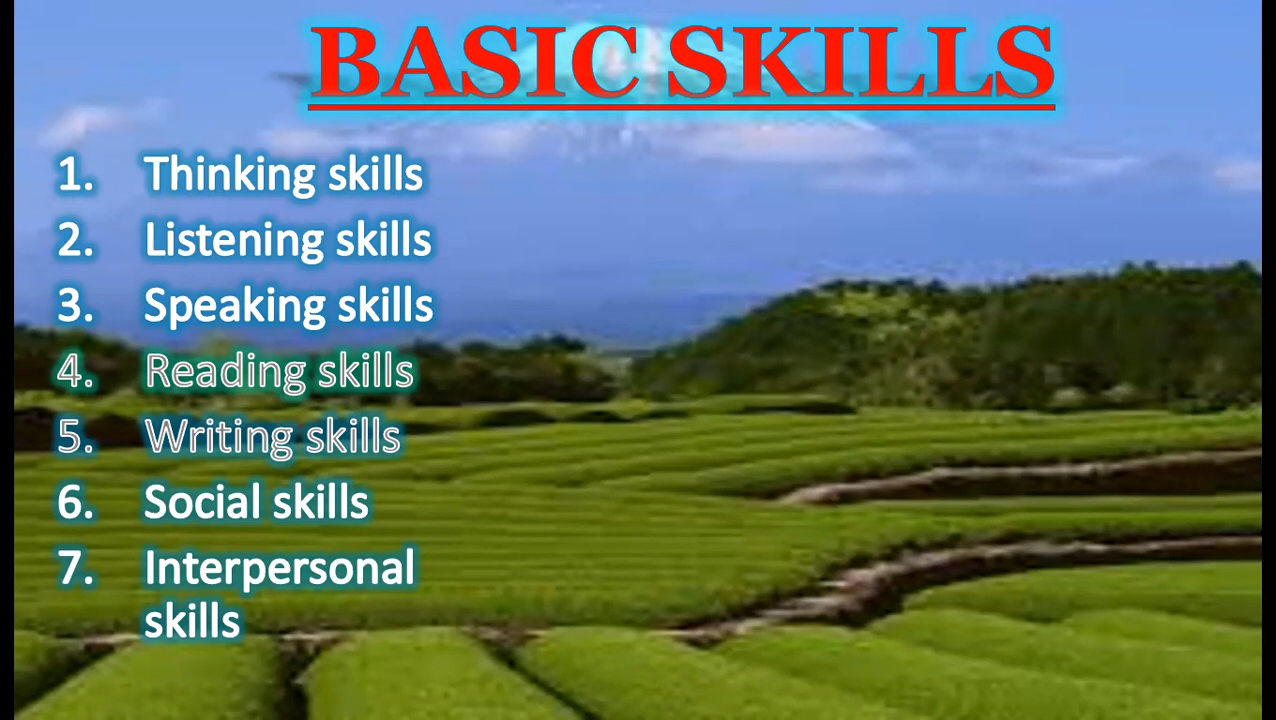 BASIC SKILLS
1. Thinking skills
2. Listening skills
3. Speaking skills
4. Reading skills
5. Writing skills
6. Social skills
7. Interpersonal
skills